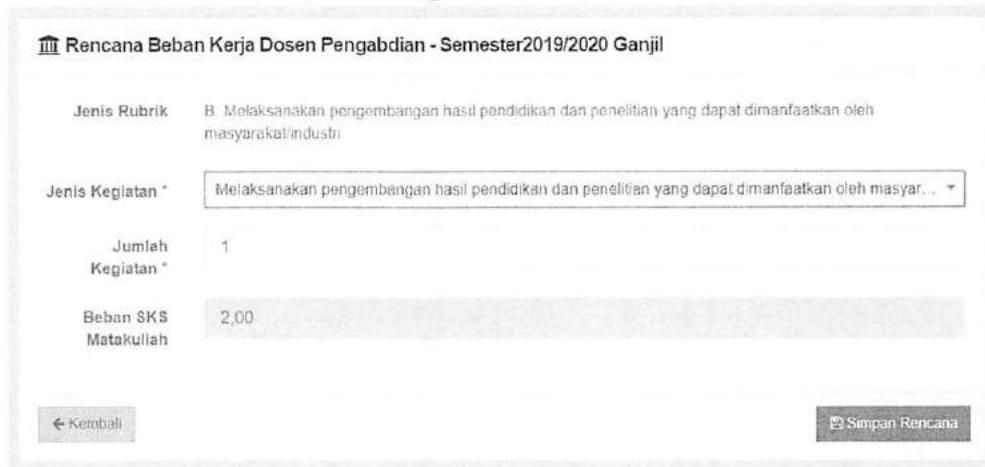 Rencana Beban Kerja Dosen Pengabdian - Semester2019/2020 Ganjil
Jenis Rubrik
B. Melaksanakan pengembangan hasil pendidikan dan penelitian yang dapat dimanfaatkan oleh
masyarakat/industri
Jenis Kegiatan *
Melaksanakan pengembangan hasil pendidikan dan penelitian yang dapat dimanfaatkan oleh masyar...
Jumlah
Kegiatan *
1
Beban SKS
Matakuliah
2,00
Kembali
Simpan Rencana